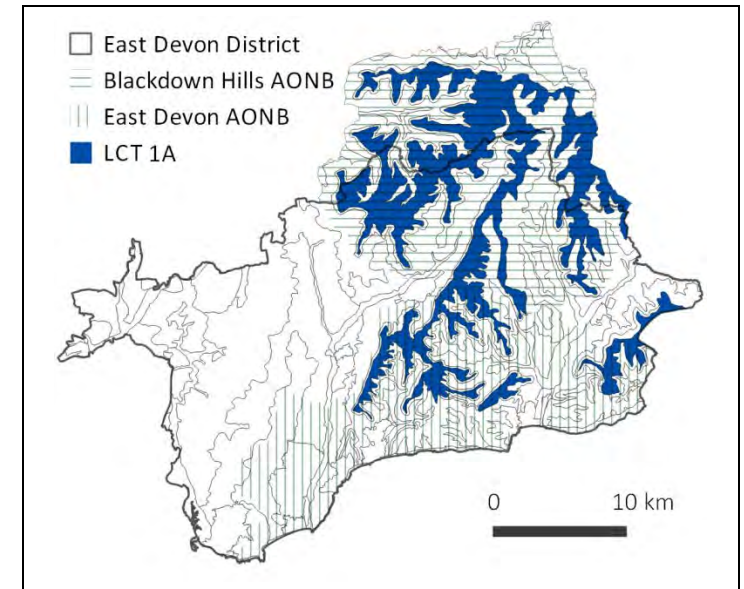 East Devon District
Blackdown Hills AONB
East Devon AONB
LCT 1A
0 10 km